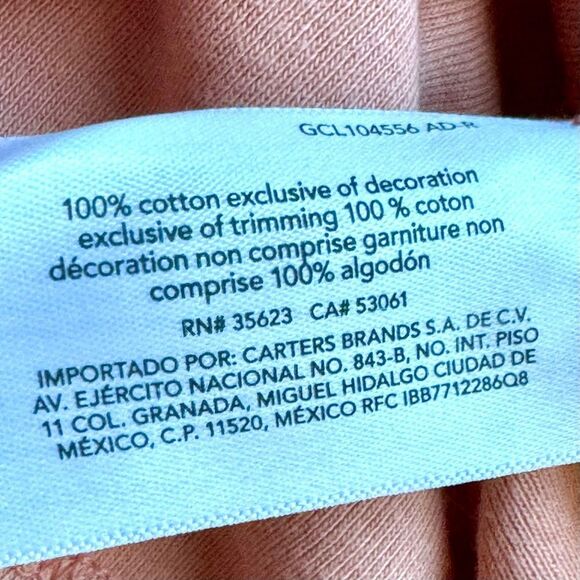 GCL104556 AD-R
100% cotton exclusive of decoration
exclusive of trimming 100 % coton
décoration non comprise garniture non
comprise 100% algodón
RN# 35623 CA# 53061
IMPORTADO POR: CARTERS BRANDS S.A. DE C.V.
AV. EJÉRCITO NACIONAL NO. 843-B, NO. INT. PISO
11 COL. GRANADA, MIGUEL HIDALGO CIUDAD DE
MÉXICO, C.P. 11520, MÉXICO RFC IBB7712286Q8